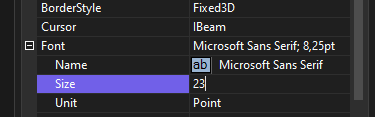 BorderStyle Fixed3D
Cursor IBeam
Font Microsoft Sans Serif; 8,25pt
Name ab Microsoft Sans Serif
Size 23
Unit Point